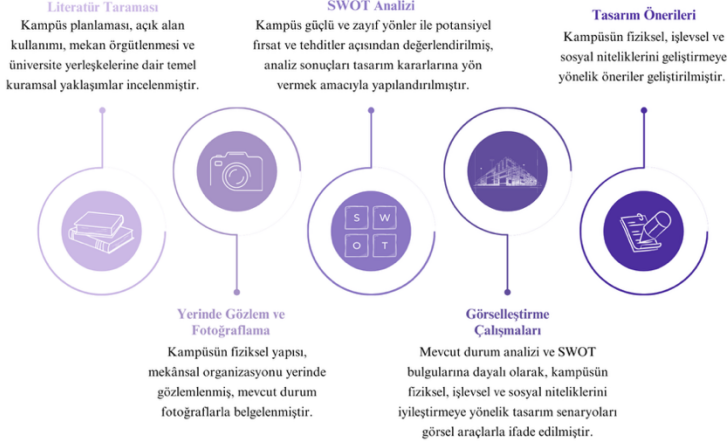 Literatür Taraması
Kampüs planlaması, açık alan
kullanımı, mekan örgütlenmesi ve
üniversite yerleşkelerine dair temel
kuramsal yaklaşımlar incelenmiştir.
SWOT Analizi
Kampüs güçlü ve zayıf yönler ile potansiyel
fırsat ve tehditler açısından değerlendirilmiş,
analiz sonuçları tasarım kararlarına yön
vermek amacıyla yapılandırılmıştır.
Tasarım Önerileri
Kampüsün fiziksel, işlevsel ve
sosyal niteliklerini geliştirmeye
yönelik öneriler geliştirilmiştir.
S W
O T
Yerinde Gözlem ve
Fotoğraflama
Kampüsün fiziksel yapısı,
mekânsal organizasyonu yerinde
gözlemlenmiş, mevcut durum
fotoğraflarla belgelenmiştir.
Görselleştirme
Çalışmaları
Mevcut durum analizi ve SWOT
bulgularına dayalı olarak, kampüsün
fiziksel, işlevsel ve sosyal niteliklerini
iyileştirmeye yönelik tasarım senaryoları
görsel araçlarla ifade edilmiştir.